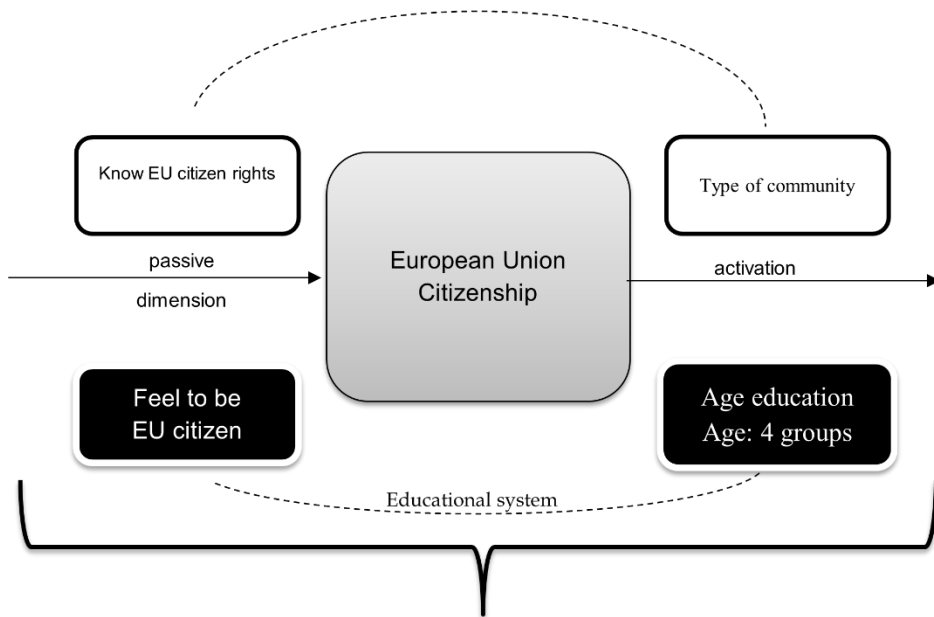 Know EU citizen rights
Type of community
European Union
Citizenship
passive
dimension
activation
Feel to be
EU citizen
Age education
Age: 4 groups
Educational system